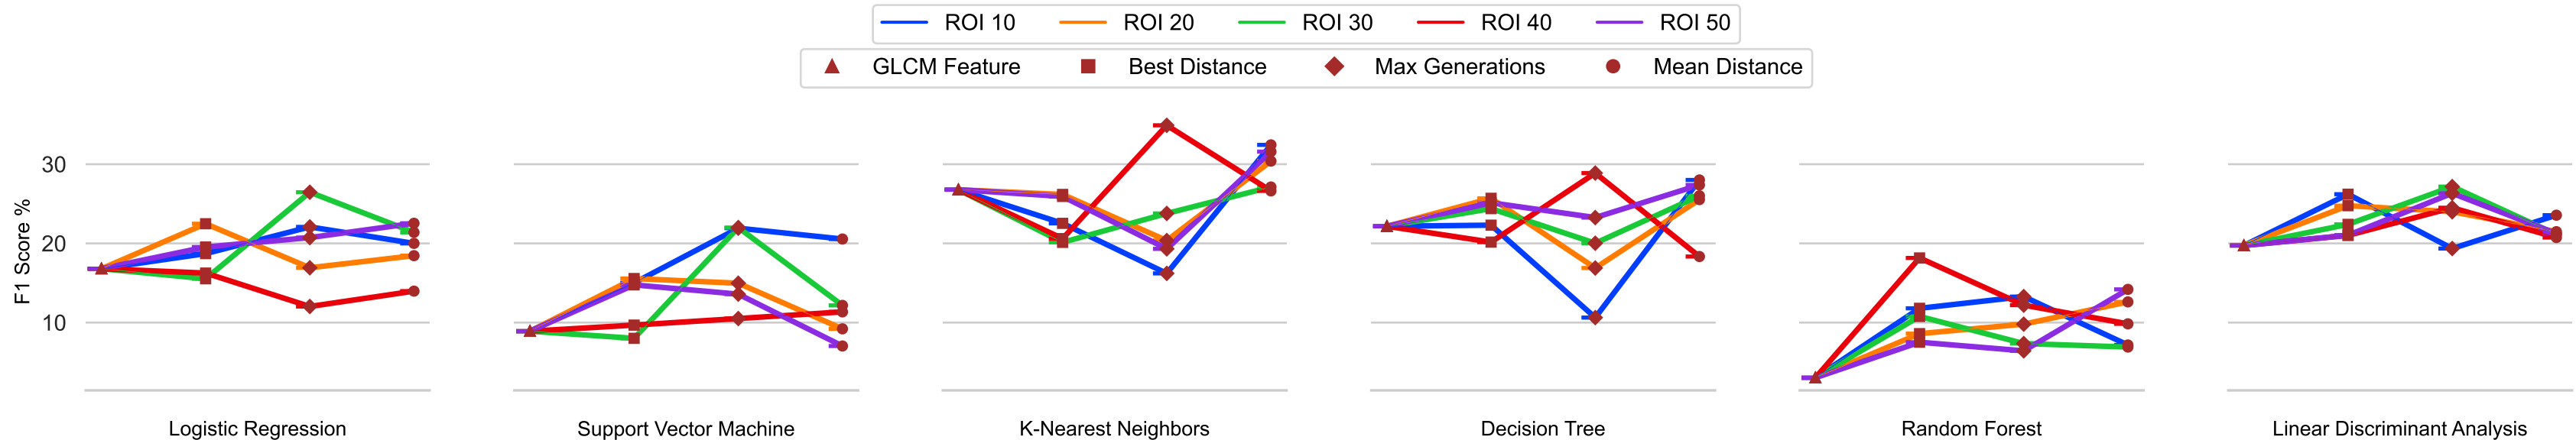 ROI 10 ROI 20 ROI 30 ROI 40 ROI 50
GLCM Feature Best Distance Max Generations Mean Distance
F1 Score %
30
20
10
Logistic Regression Support Vector Machine K-Nearest Neighbors Decision Tree Random Forest Linear Discriminant Analysis